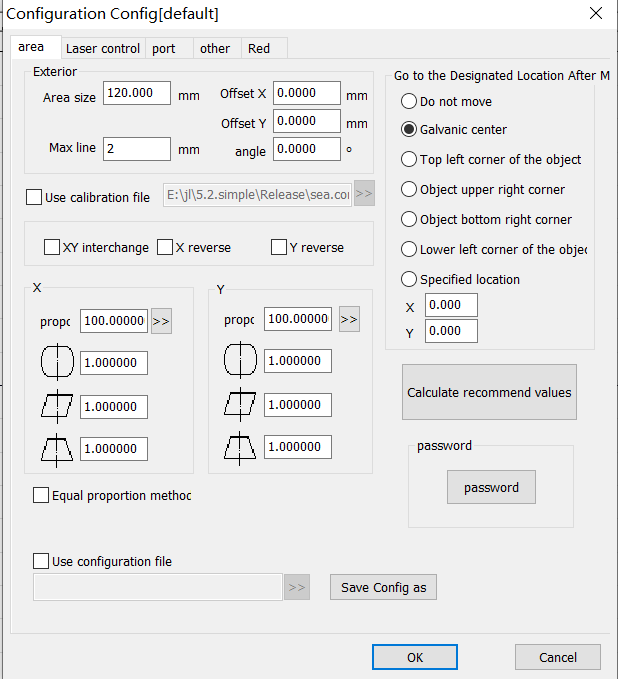 Configuration Config[default]
area Laser control port other Red
Exterior
Area size 120.000 mm Offset X 0.0000 mm
Offset Y 0.0000 mm
Max line 2 mm angle 0.0000 °
Use calibration file E:\jl\5.2.simple\Release\sea.cor >>
XY interchange X reverse Y reverse
X
propc 100.00000 >>
1.000000
1.000000
1.000000
Y
propc 100.00000 >>
1.000000
1.000000
1.000000
Equal proportion method
Use configuration file
>> Save Config as
Go to the Designated Location After M
Do not move
Galvanic center
Top left corner of the object
Object upper right corner
Object bottom right corner
Lower left corner of the objec
Specified location
X 0.000
Y 0.000
Calculate recommend values
password
password
OK Cancel